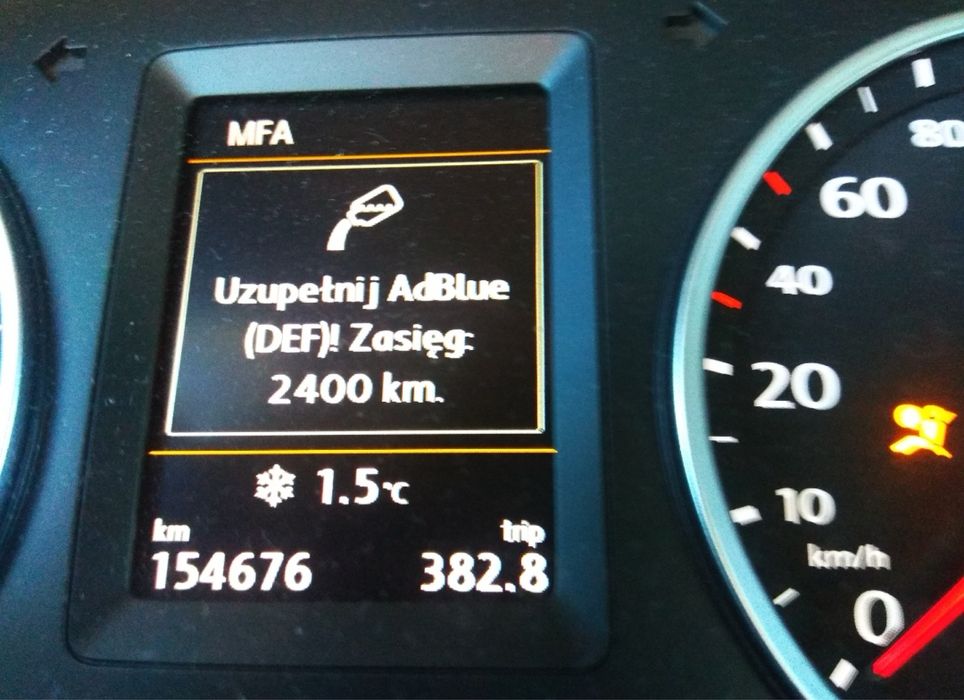 MFA
Uzupełnij AdBlue
(DEF)! Zasięg:
2400 km.
1.5°C
km trip
154676 382.8
80
60
40
20
10
km/h
0